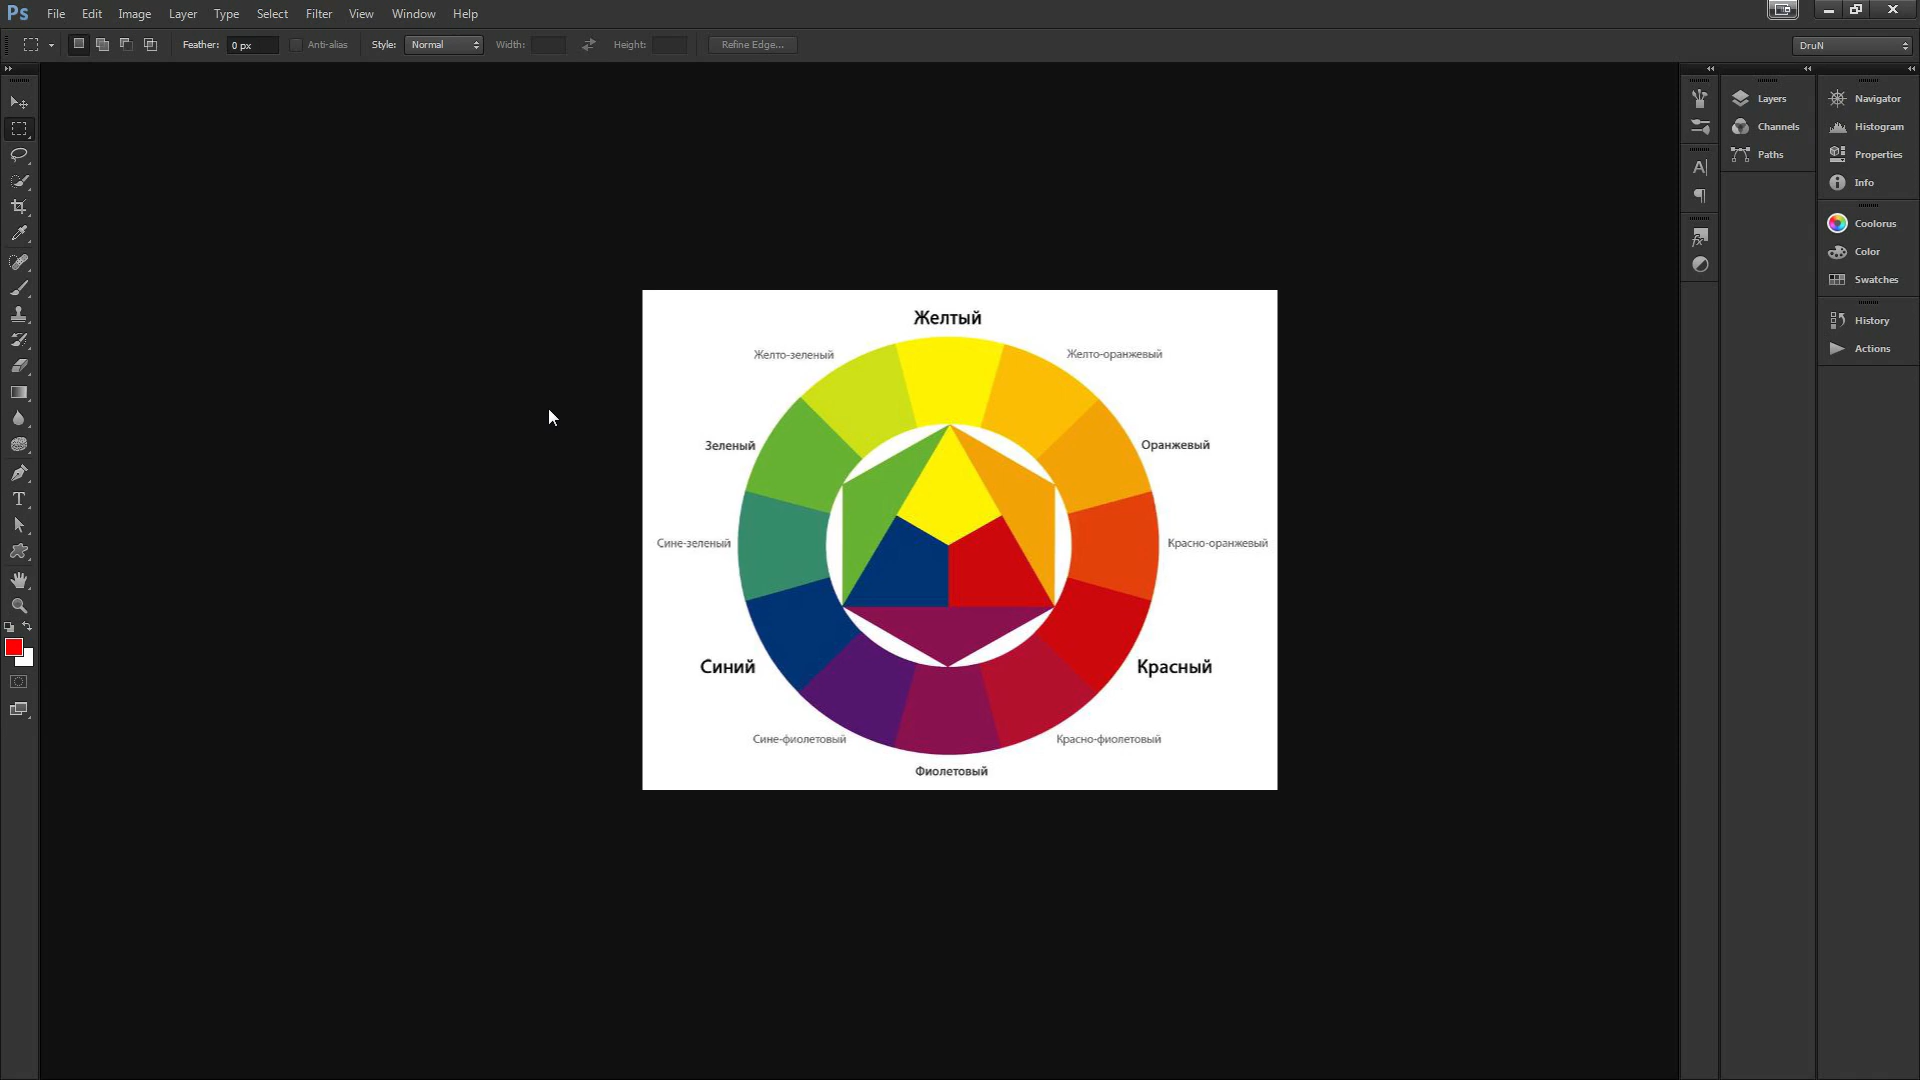 Ps File Edit Image Layer Type Select Filter View Window Help
Feather: 0 px Anti-alias Style: Normal Width: Height: Refine Edge... DruN
Layers
Channels
Paths
Navigator
Histogram
Properties
Info
Coolorus
Color
Swatches
History
Actions
Желтый
Желто-зеленый
Желто-оранжевый
Зеленый
Оранжевый
Сине-зеленый
Красно-оранжевый
Синий
Красный
Сине-фиолетовый
Красно-фиолетовый
Фиолетовый